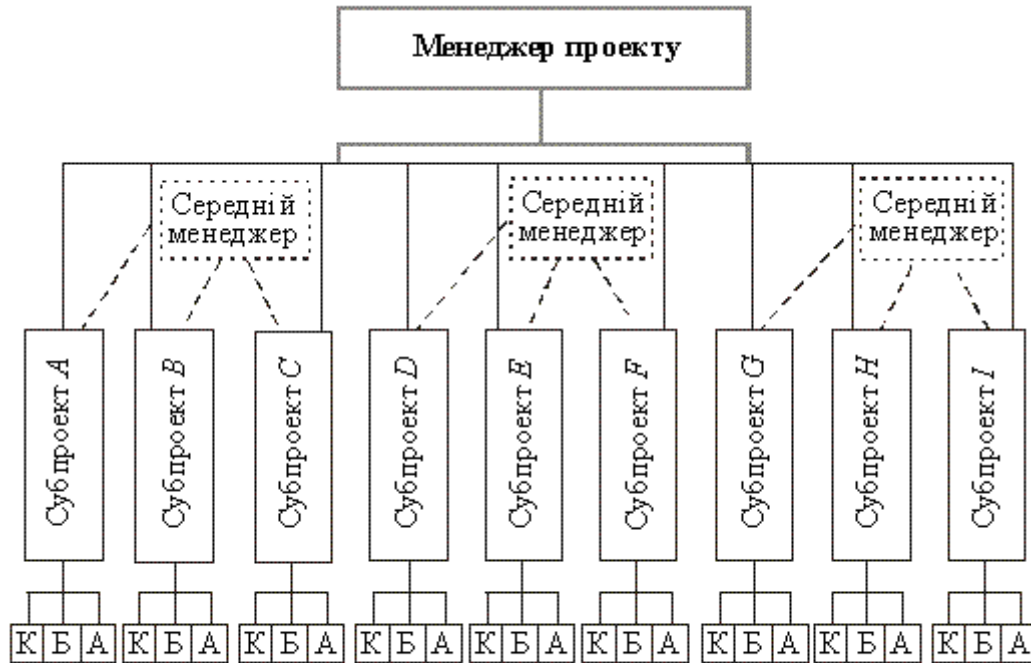 Менеджер проекту
Середній
менеджер
Середній
менеджер
Середній
менеджер
Субпроект A
Субпроект B
Субпроект C
Субпроект D
Субпроект E
Субпроект F
Субпроект G
Субпроект H
Субпроект I
К Б А К Б А К Б А К Б А К Б А К Б А К Б А К Б А К Б А